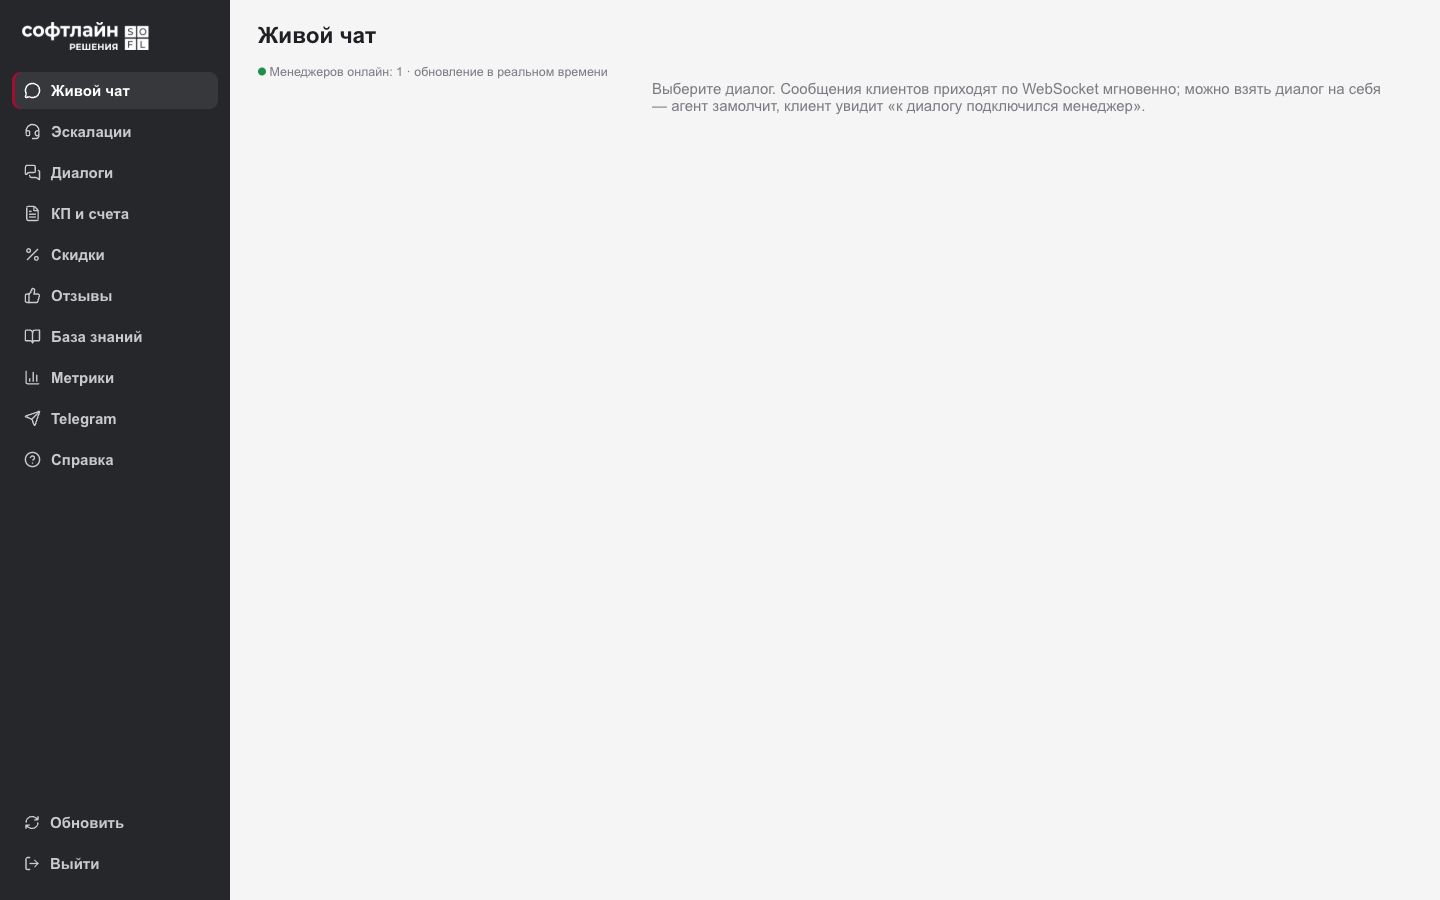 софтлайн
решения
SO
FL
Живой чат
Эскалации
Диалоги
КП и счета
Скидки
Отзывы
База знаний
Метрики
Telegram
Справка
Обновить
Выйти
Живой чат
Менеджеров онлайн: 1 · обновление в реальном времени
Выберите диалог. Сообщения клиентов приходят по WebSocket мгновенно; можно взять диалог на себя
— агент замолчит, клиент увидит «к диалогу подключился менеджер».